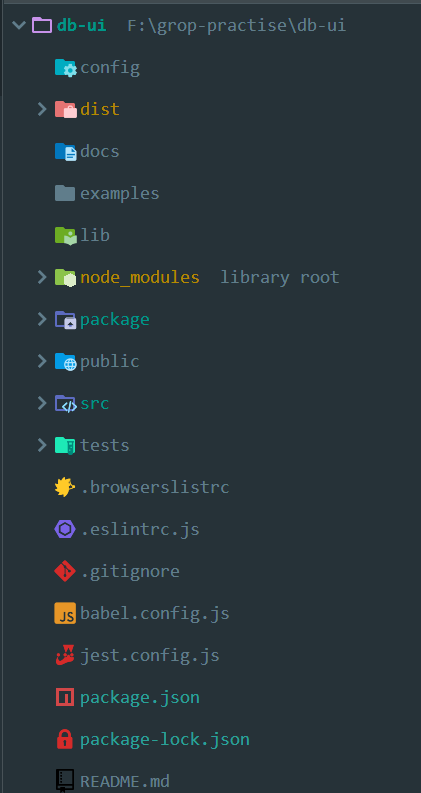 db-ui F:\grop-practise\db-ui
config
dist
docs
examples
lib
node_modules library root
package
public
src
tests
.browserslistrc
.eslintrc.js
.gitignore
babel.config.js
jest.config.js
package.json
package-lock.json
README.md